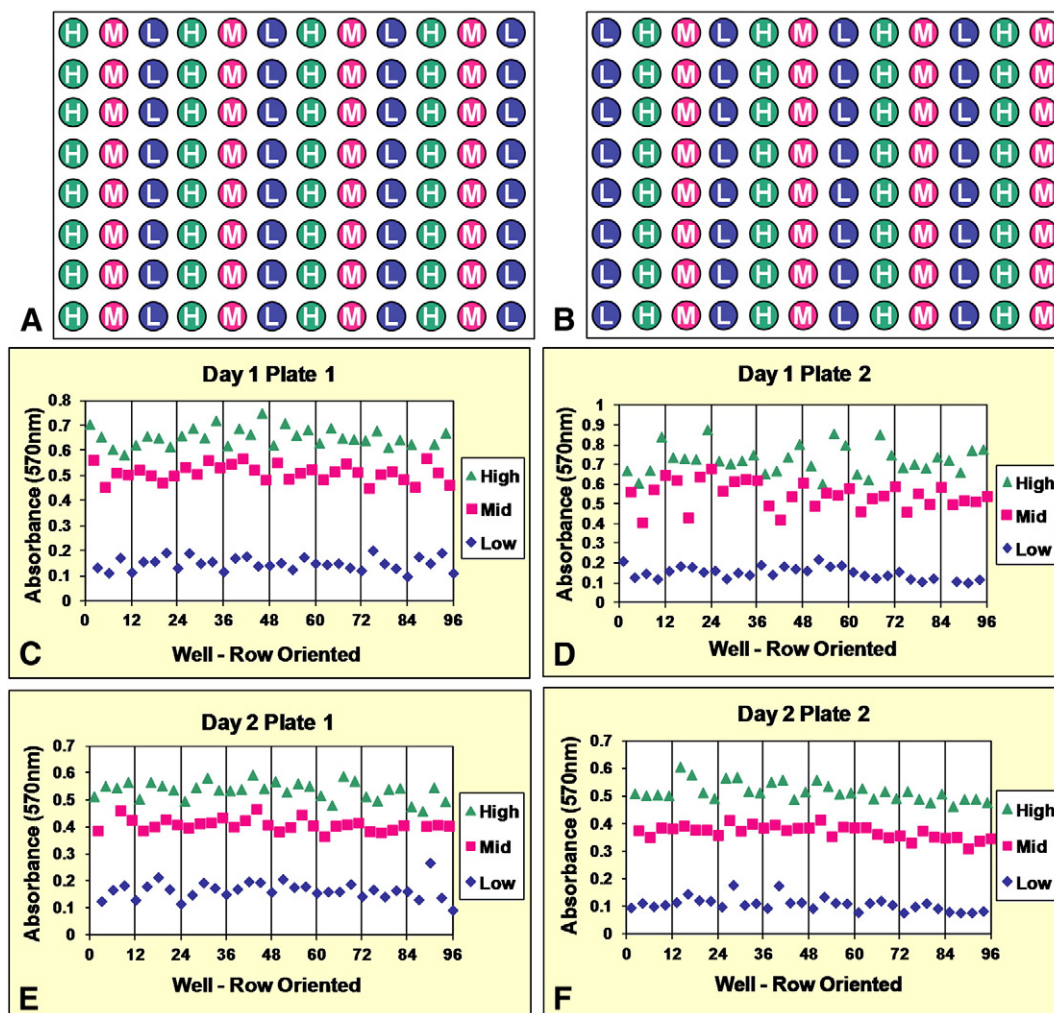 H M L H M L H M L H M L
H M L H M L H M L H M L
H M L H M L H M L H M L
H M L H M L H M L H M L
H M L H M L H M L H M L
H M L H M L H M L H M L
H M L H M L H M L H M L
H M L H M L H M L H M L
A
L H M L H M L H M L H M
L H M L H M L H M L H M
L H M L H M L H M L H M
L H M L H M L H M L H M
L H M L H M L H M L H M
L H M L H M L H M L H M
L H M L H M L H M L H M
L H M L H M L H M L H M
B
Day 1 Plate 1
Absorbance (570nm)
0.8
0.7
0.6
0.5
0.4
0.3
0.2
0.1
0
0 12 24 36 48 60 72 84 96
Well - Row Oriented
High
Mid
Low
C
Day 1 Plate 2
Absorbance (570nm)
1
0.9
0.8
0.7
0.6
0.5
0.4
0.3
0.2
0.1
0
0 12 24 36 48 60 72 84 96
Well - Row Oriented
High
Mid
Low
D
Day 2 Plate 1
Absorbance (570nm)
0.7
0.6
0.5
0.4
0.3
0.2
0.1
0
0 12 24 36 48 60 72 84 96
Well - Row Oriented
High
Mid
Low
E
Day 2 Plate 2
Absorbance (570nm)
0.7
0.6
0.5
0.4
0.3
0.2
0.1
0
0 12 24 36 48 60 72 84 96
Well - Row Oriented
High
Mid
Low
F